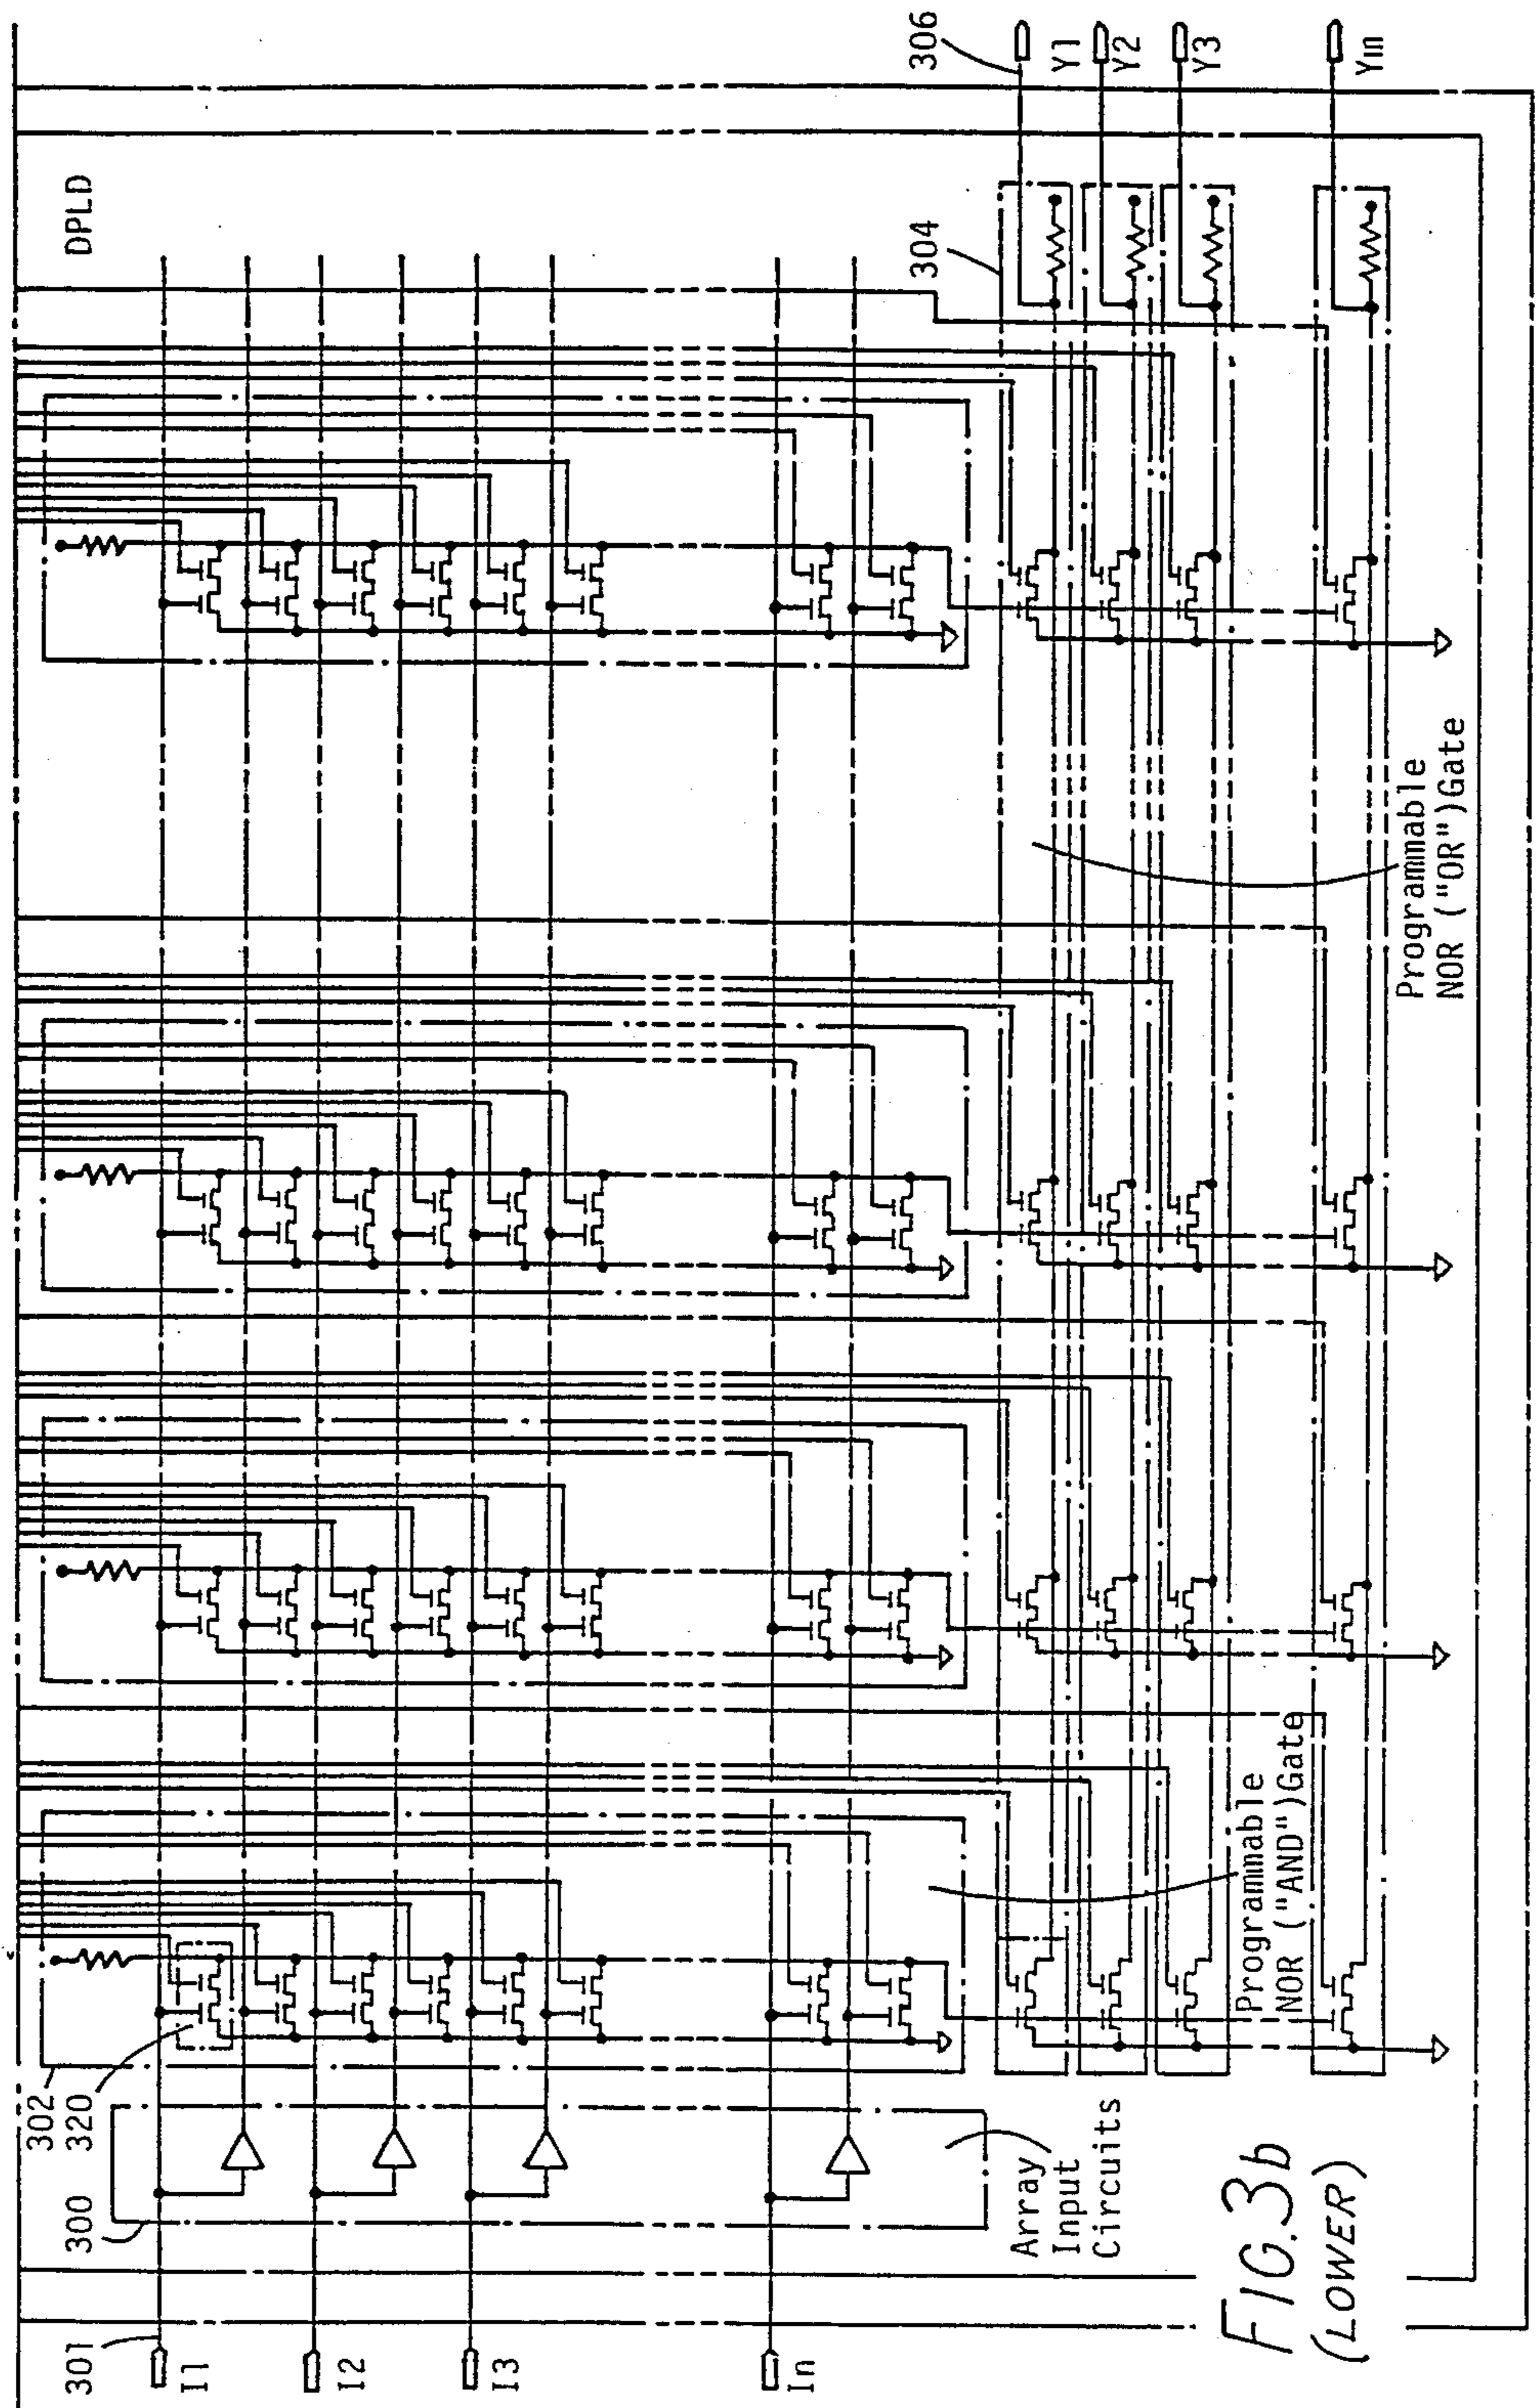 DPLD
301
300
302
320
304
306
I1
I2
I3
In
Y1
Y2
Y3
Ym
Array
Input
Circuits
Programmable
NOR ("AND")Gate
Programmable
NOR ("OR")Gate
FIG.3b
(LOWER)